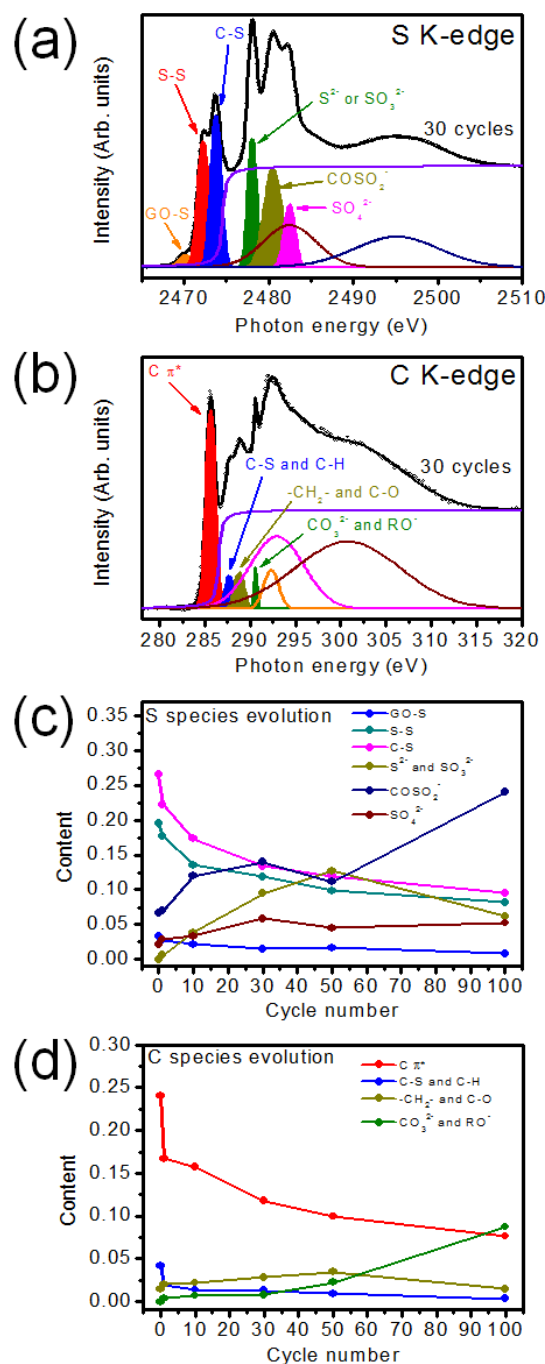 (a)
S K-edge
C-S
S-S
S²⁻ or SO₃²⁻
30 cycles
COSO₂⁻
SO₄²⁻
GO-S
Intensity (Arb. units)
2470 2480 2490 2500 2510
Photon energy (eV)
(b)
C K-edge
C π*
C-S and C-H
30 cycles
-CH₂- and C-O
CO₃²⁻ and RO⁻
Intensity (Arb. units)
280 285 290 295 300 305 310 315 320
Photon energy (eV)
(c)
S species evolution
GO-S
S-S
C-S
S²⁻ and SO₃²⁻
COSO₂⁻
SO₄²⁻
0.35
0.30
0.25
0.20
0.15
0.10
0.05
0.00
Content
0 10 20 30 40 50 60 70 80 90 100
Cycle number
(d)
C species evolution
C π*
C-S and C-H
-CH₂- and C-O
CO₃²⁻ and RO⁻
0.30
0.25
0.20
0.15
0.10
0.05
0.00
Content
0 10 20 30 40 50 60 70 80 90 100
Cycle number